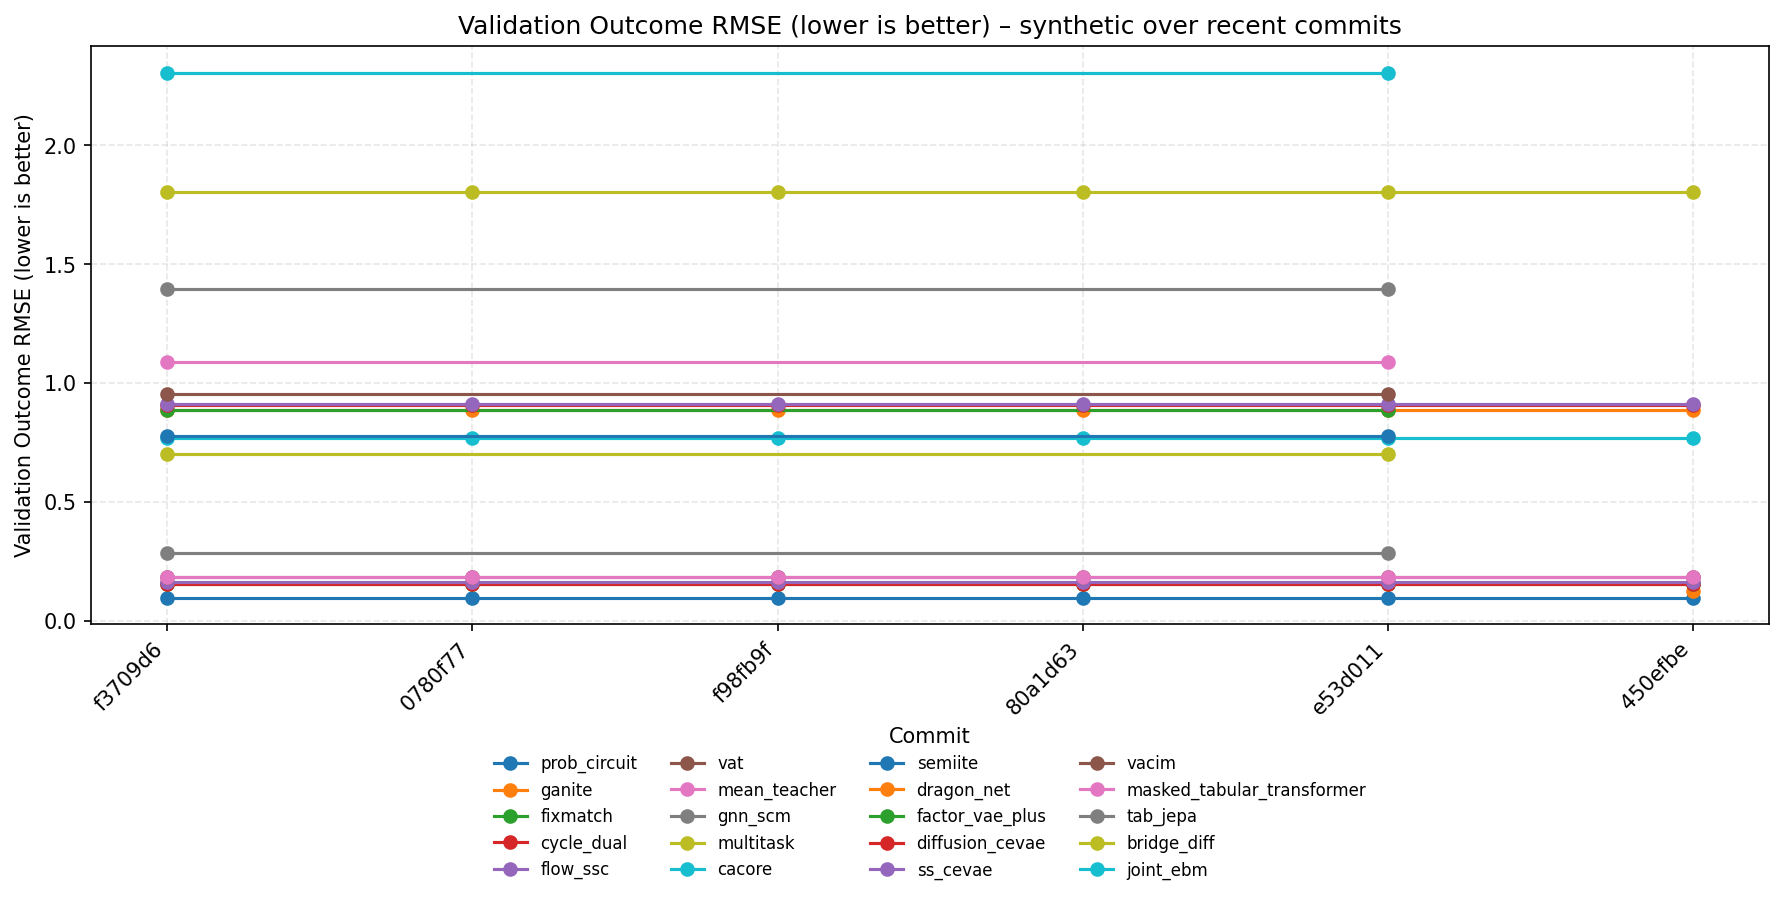 Validation Outcome RMSE (lower is better) – synthetic over recent commits
Validation Outcome RMSE (lower is better)
2.0
1.5
1.0
0.5
0.0
f3709d6
0780f77
f98fb9f
80a1d63
e53d011
450efbe
Commit
prob_circuit
ganite
fixmatch
cycle_dual
flow_ssc
vat
mean_teacher
gnn_scm
multitask
cacore
semiite
dragon_net
factor_vae_plus
diffusion_cevae
ss_cevae
vacim
masked_tabular_transformer
tab_jepa
bridge_diff
joint_ebm